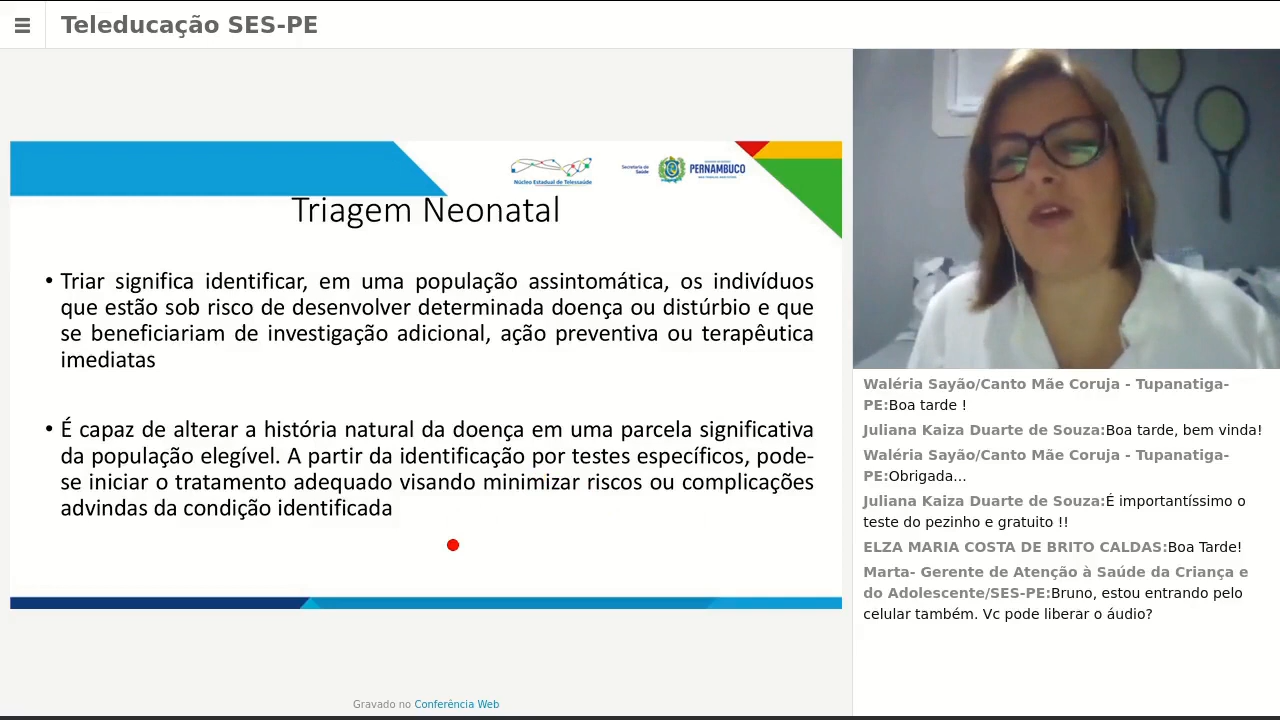 Teleducação SES-PE
Núcleo Estadual de Telessaúde
Secretaria de
Saúde
PERNAMBUCO
Triagem Neonatal
• Triar significa identificar, em uma população assintomática, os indivíduos
que estão sob risco de desenvolver determinada doença ou distúrbio e que
se beneficiariam de investigação adicional, ação preventiva ou terapêutica
imediatas
• É capaz de alterar a história natural da doença em uma parcela significativa
da população elegível. A partir da identificação por testes específicos, pode-
se iniciar o tratamento adequado visando minimizar riscos ou complicações
advindas da condição identificada
Gravado no Conferência Web
Waléria Sayão/Canto Mãe Coruja - Tupanatiga-
PE:Boa tarde !
Juliana Kaiza Duarte de Souza:Boa tarde, bem vinda!
Waléria Sayão/Canto Mãe Coruja - Tupanatiga-
PE:Obrigada...
Juliana Kaiza Duarte de Souza:É importantíssimo o
teste do pezinho e gratuito !!
ELZA MARIA COSTA DE BRITO CALDAS:Boa Tarde!
Marta- Gerente de Atenção à Saúde da Criança e
do Adolescente/SES-PE:Bruno, estou entrando pelo
celular também. Vc pode liberar o áudio?